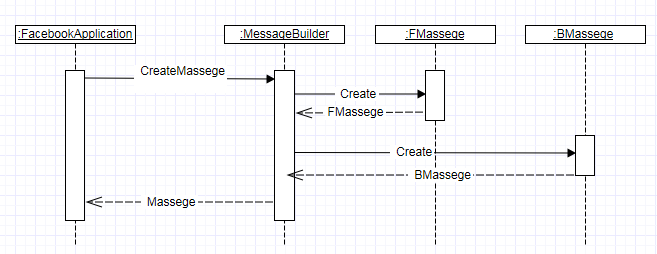 :FacebookApplication
:MessageBuilder
:FMassege
:BMassege
CreateMassege
Create
FMassege
Create
BMassege
Massege